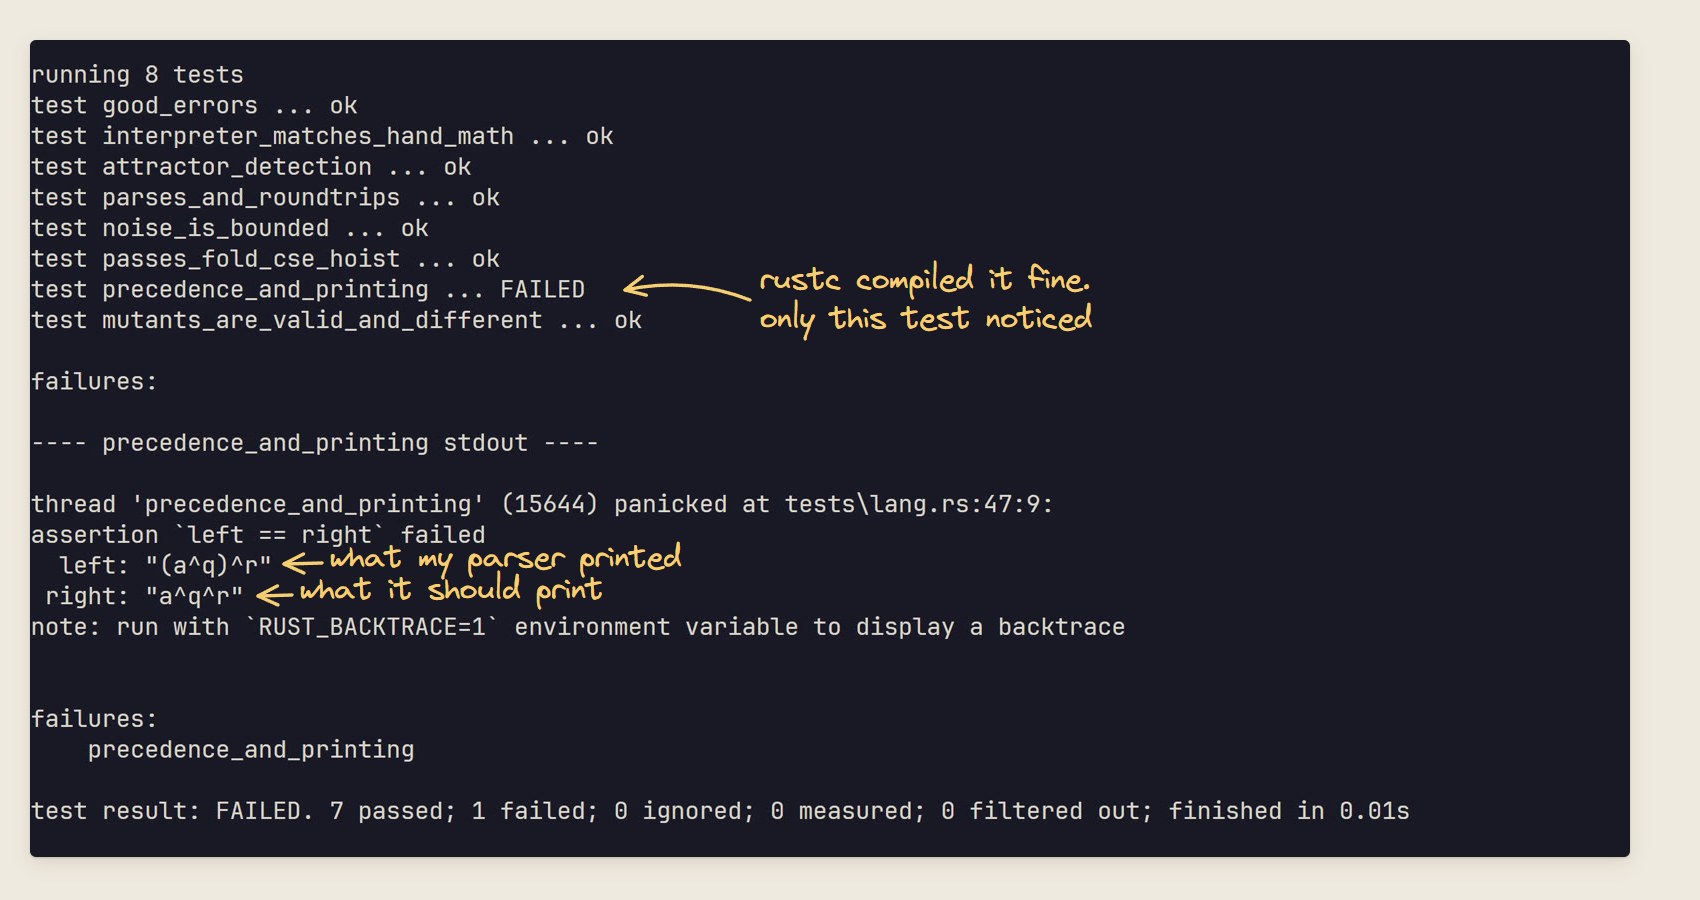 running 8 tests
test good_errors ... ok
test interpreter_matches_hand_math ... ok
test attractor_detection ... ok
test parses_and_roundtrips ... ok
test noise_is_bounded ... ok
test passes_fold_cse_hoist ... ok
test precedence_and_printing ... FAILED
rustc compiled it fine.
only this test noticed
test mutants_are_valid_and_different ... ok
failures:
---- precedence_and_printing stdout ----
thread 'precedence_and_printing' (15644) panicked at tests\lang.rs:47:9:
assertion `left == right` failed
left: "(a^q)^r"
what my parser printed
right: "a^q^r"
what it should print
note: run with `RUST_BACKTRACE=1` environment variable to display a backtrace
failures:
precedence_and_printing
test result: FAILED. 7 passed; 1 failed; 0 ignored; 0 measured; 0 filtered out; finished in 0.01s